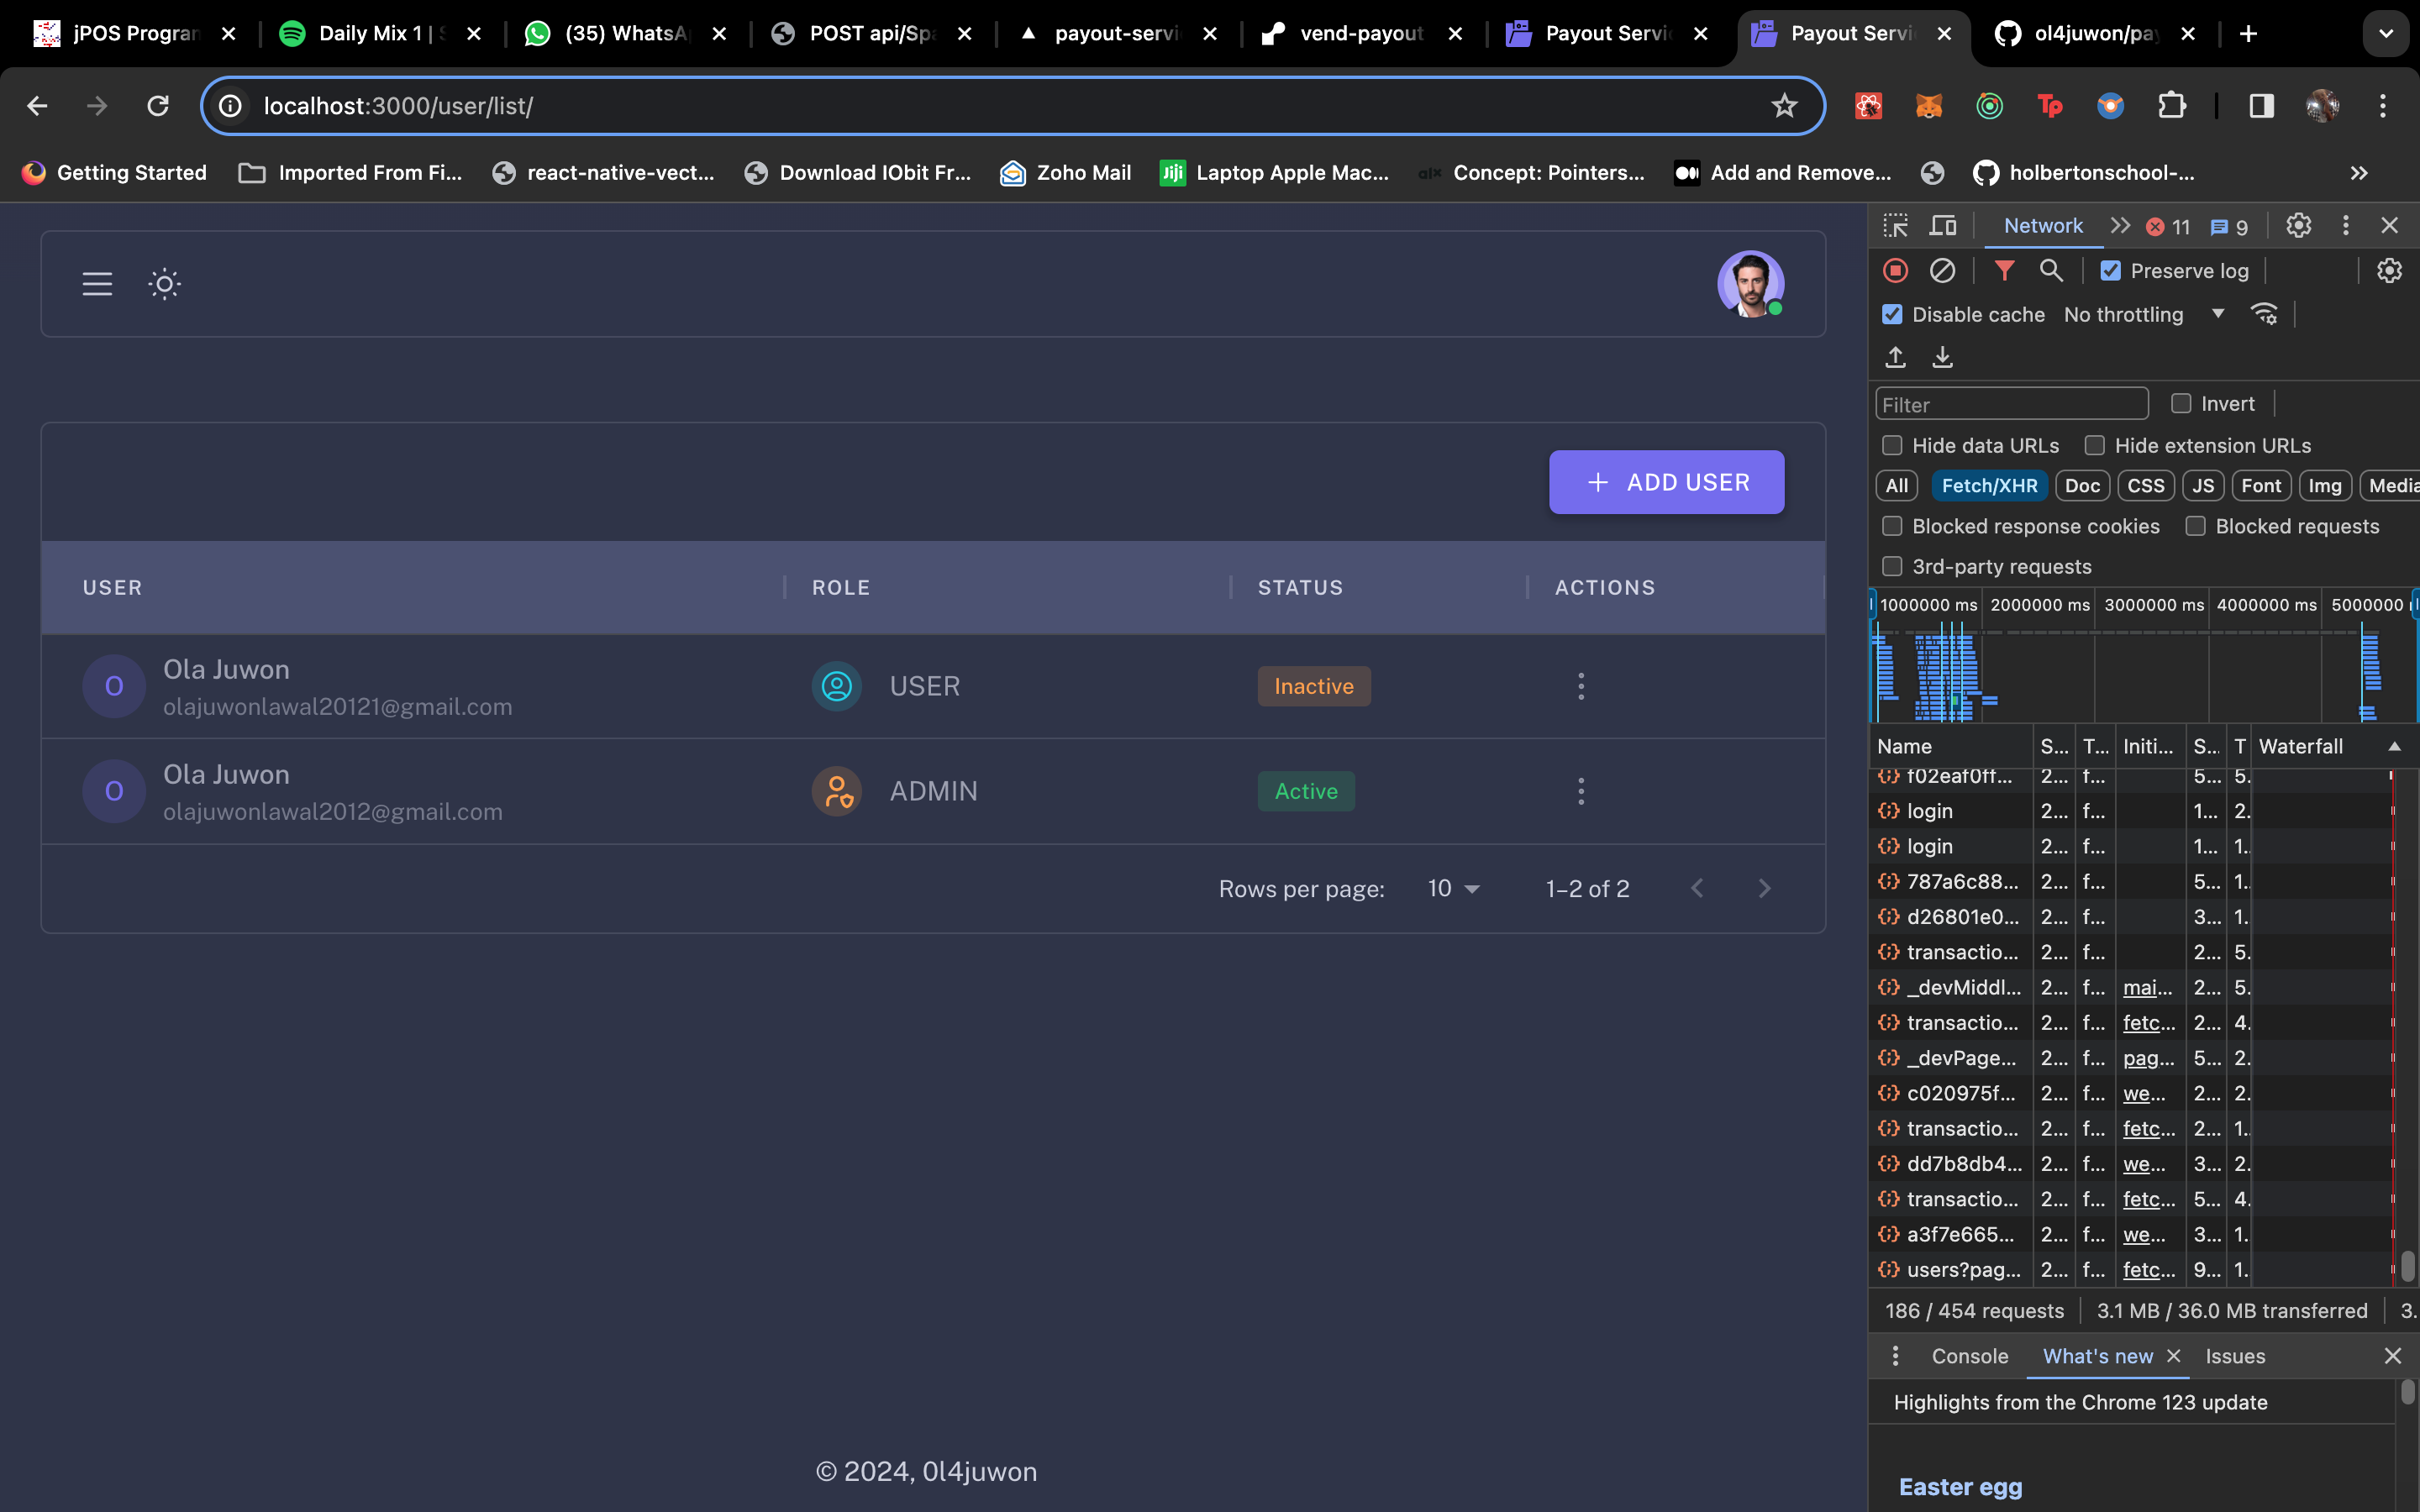 jPOS Progran
Daily Mix 1 | S
(35) WhatsA
POST api/Spa
payout-servi
vend-payout
Payout Servi
Payout Servi
ol4juwon/pay
localhost:3000/user/list/
Getting Started
Imported From Fi...
react-native-vect...
Download IObit Fr...
Zoho Mail
Laptop Apple Mac...
Concept: Pointers...
Add and Remove...
holbertonschool-...
ADD USER
USER ROLE STATUS ACTIONS
O Ola Juwon USER Inactive
olajuwonlawal20121@gmail.com
O Ola Juwon ADMIN Active
olajuwonlawal2012@gmail.com
Rows per page: 10 1–2 of 2
© 2024, 0l4juwon
Network 11 9
Preserve log
Disable cache No throttling
Filter Invert
Hide data URLs Hide extension URLs
All Fetch/XHR Doc CSS JS Font Img Media
Blocked response cookies Blocked requests
3rd-party requests
1000000 ms 2000000 ms 3000000 ms 4000000 ms 5000000
Name S... T... Initi... S... T Waterfall
f02eaf0ff... 2... f... 5... 5.
login 2... f... 1... 2.
login 2... f... 1... 1.
787a6c88... 2... f... 5... 1.
d26801e0... 2... f... 3... 1.
transactio... 2... f... 2... 5.
_devMiddl... 2... f... mai... 2... 5.
transactio... 2... f... fetc... 2... 4.
_devPage... 2... f... pag... 5... 2.
c020975f... 2... f... we... 2... 2.
transactio... 2... f... fetc... 2... 1.
dd7b8db4... 2... f... we... 3... 2.
transactio... 2... f... fetc... 5... 4.
a3f7e665... 2... f... we... 3... 1.
users?pag... 2... f... fetc... 9... 1.
186 / 454 requests 3.1 MB / 36.0 MB transferred 3.
Console What's new Issues
Highlights from the Chrome 123 update
Easter egg